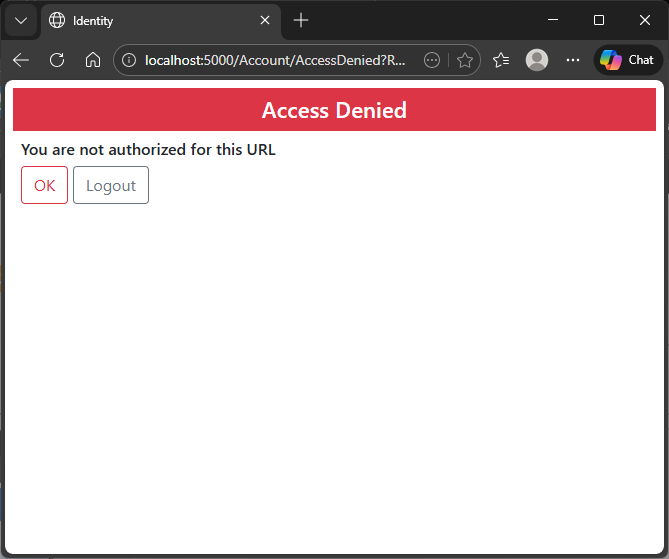 Identity
localhost:5000/Account/AccessDenied?R...
Chat
Access Denied
You are not authorized for this URL
OK
Logout